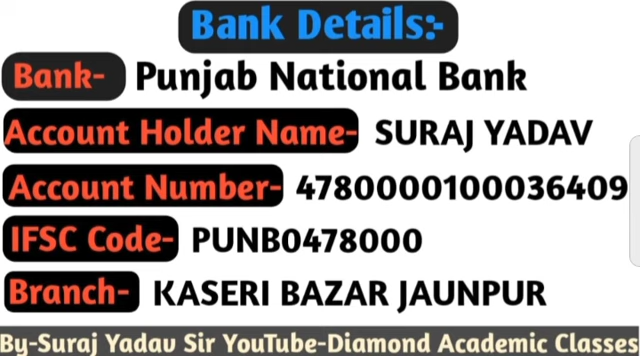 Bank Details:-
Bank- Punjab National Bank
Account Holder Name- SURAJ YADAV
Account Number- 4780000100036409
IFSC Code- PUNB0478000
Branch- KASERI BAZAR JAUNPUR
By-Suraj Yadav Sir YouTube-Diamond Academic Classes